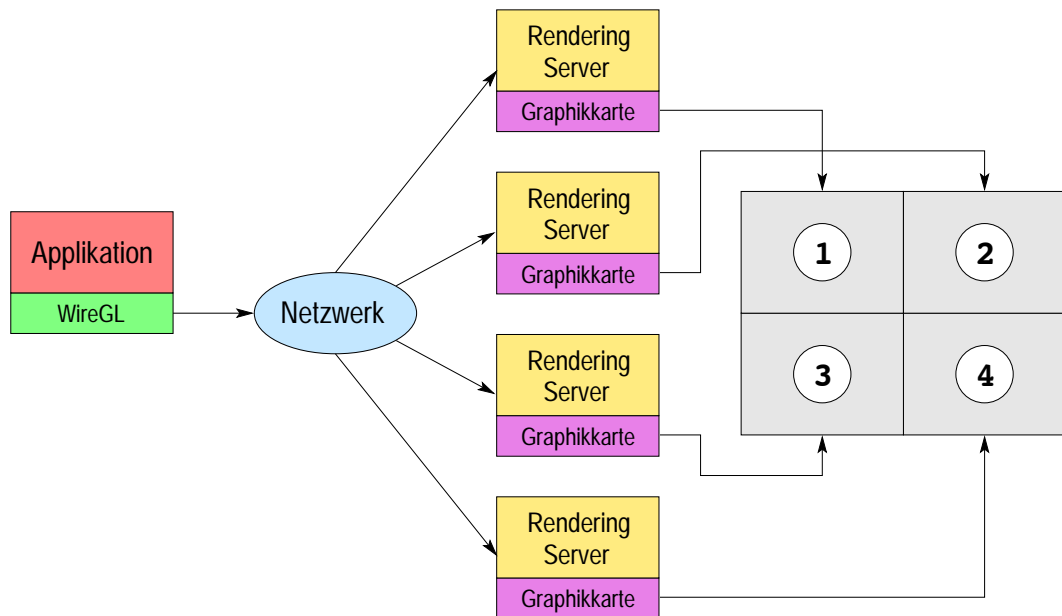 Rendering
Server
Graphikkarte
Rendering
Server
Graphikkarte
Applikation
WireGL
Netzwerk
1
2
3
4
Rendering
Server
Graphikkarte
Rendering
Server
Graphikkarte